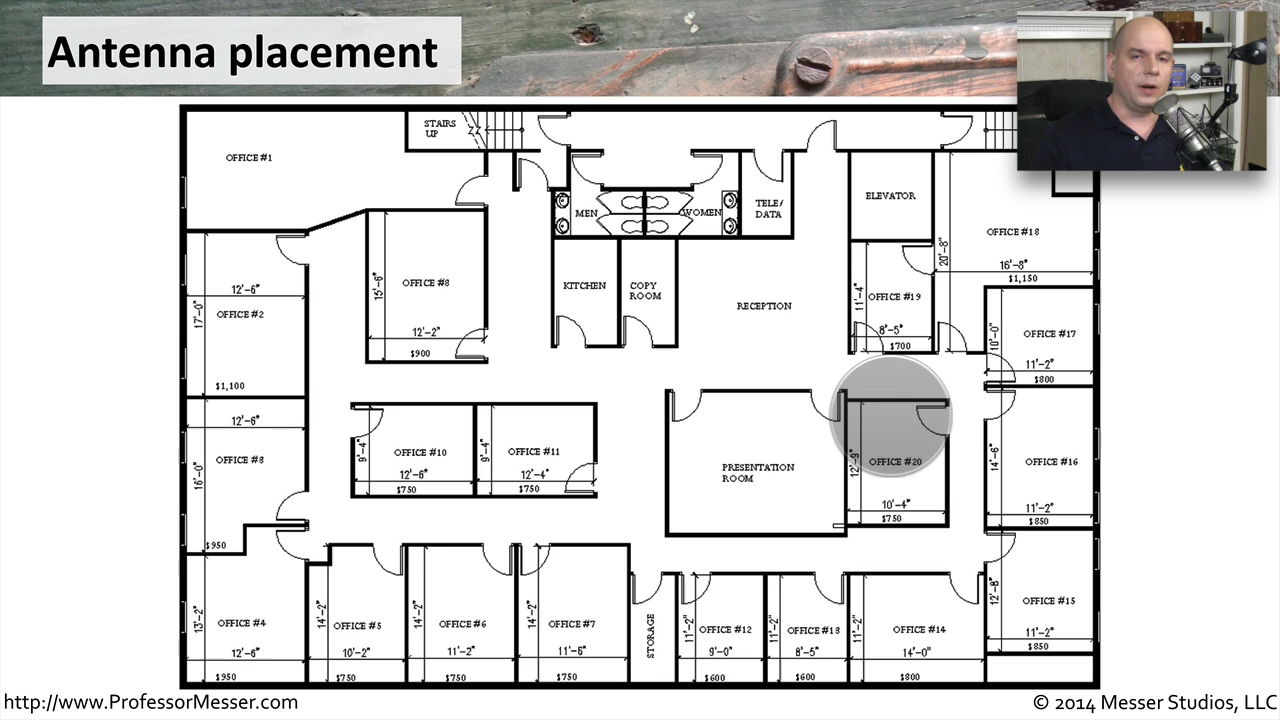 Antenna placement
STAIRS
UP
OFFICE #1
MEN
WOMEN
TELE/
DATA
ELEVATOR
OFFICE #18
20'-8"
16'-8"
$1,150
OFFICE #2
12'-6"
17'-0"
$1,100
OFFICE #8
15'-6"
12'-2"
$900
KITCHEN
COPY
ROOM
RECEPTION
OFFICE #19
11'-4"
8'-5"
$700
OFFICE #17
10'-0"
11'-2"
$800
12'-6"
OFFICE #8
16'-0"
$950
OFFICE #10
9'-4"
12'-6"
$750
OFFICE #11
9'-4"
12'-4"
$750
PRESENTATION
ROOM
OFFICE #20
12'-9"
10'-4"
$750
OFFICE #16
14'-6"
11'-2"
$850
OFFICE #4
13'-2"
12'-6"
$950
OFFICE #5
14'-2"
10'-2"
$750
OFFICE #6
14'-2"
11'-2"
$750
OFFICE #7
14'-2"
11'-6"
$750
STORAGE
OFFICE #12
11'-2"
9'-0"
$600
OFFICE #13
11'-2"
8'-5"
$600
OFFICE #14
11'-2"
14'-0"
$800
OFFICE #15
12'-8"
11'-2"
$850
http://www.ProfessorMesser.com
© 2014 Messer Studios, LLC